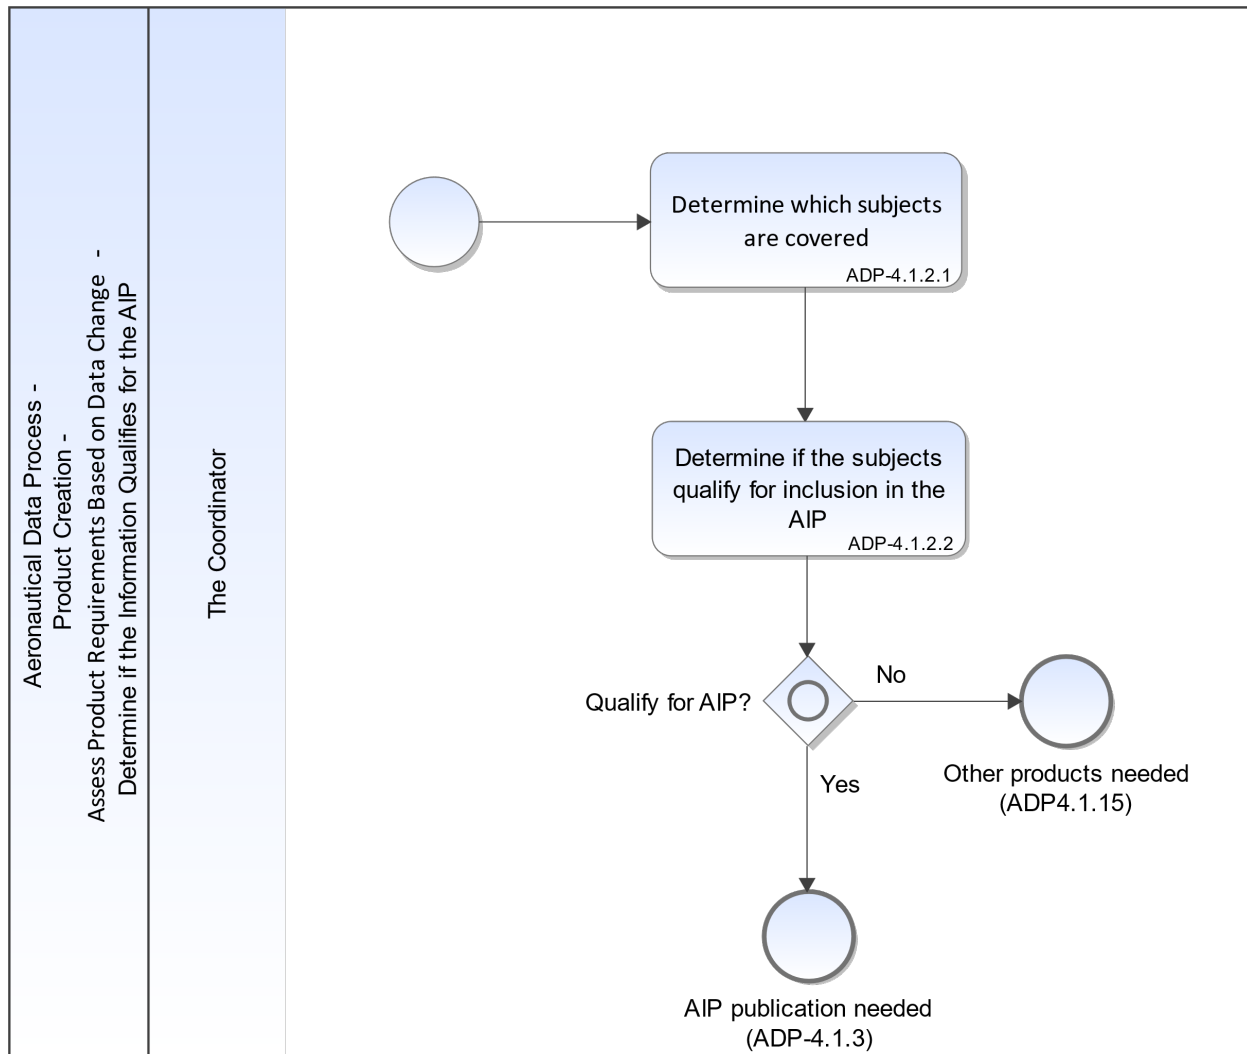 Aeronautical Data Process -
Product Creation -
Assess Product Requirements Based on Data Change -
Determine if the Information Qualifies for the AIP
The Coordinator
Determine which subjects
are covered
ADP-4.1.2.1
Determine if the subjects
qualify for inclusion in the
AIP
ADP-4.1.2.2
Qualify for AIP?
No
Other products needed
(ADP4.1.15)
Yes
AIP publication needed
(ADP-4.1.3)